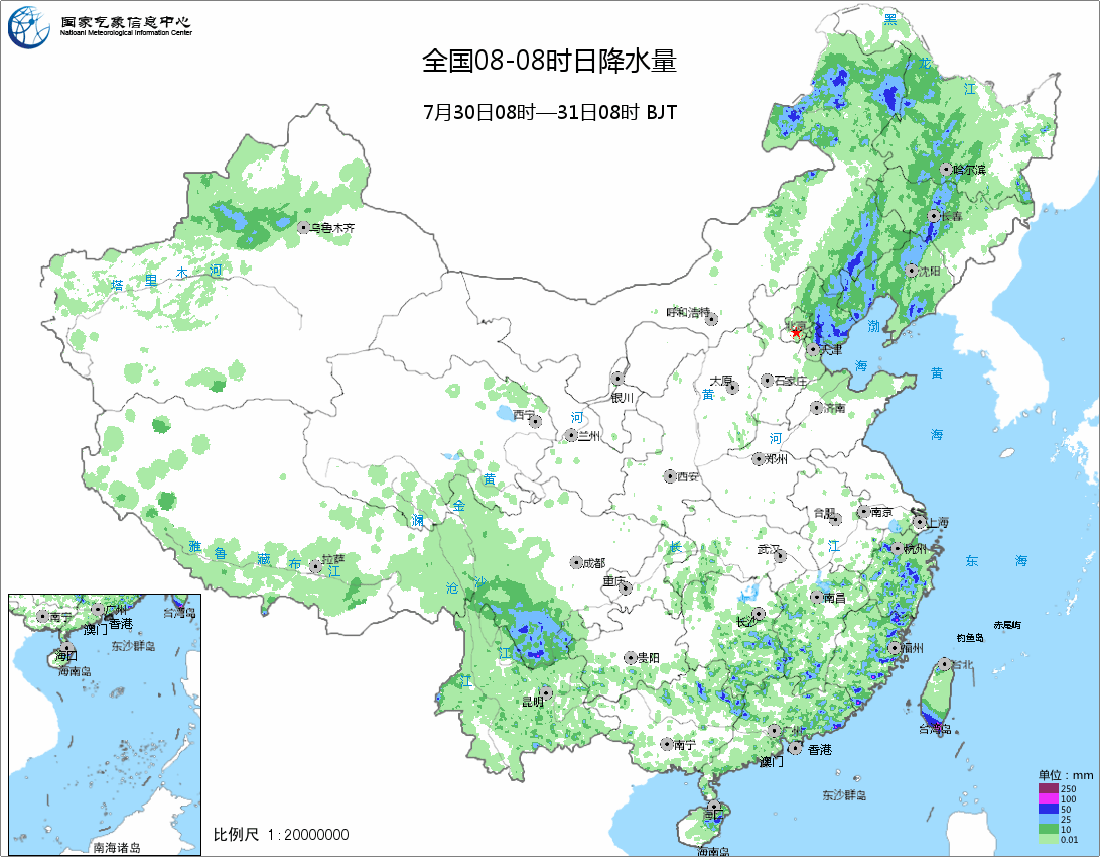 国家气象信息中心
Naitioanl Meteorological Information Center
全国08-08时日降水量
7月30日08时—31日08时 BJT
黑
龙
江
哈尔滨
长春
沈阳
乌鲁木齐
塔
里
木
河
呼和浩特
北京
天津
渤
海
黄
海
银川
太原
石家庄
黄
济南
西宁
兰州
河
河
郑州
西安
黄
金
澜
合肥
南京
上海
雅
鲁
藏
布
江
拉萨
成都
重庆
长
武汉
江
杭州
东
海
沧
沙
南昌
长沙
赤尾屿
钓鱼岛
江
贵阳
福州
台北
江
昆明
台湾岛
南宁
广州
香港
澳门
海口
海南岛
东沙群岛
南宁
广州
香港
澳门
台湾岛
海口
海南岛
东沙群岛
南海诸岛
比例尺 1:20000000
单位：mm
250
100
50
25
10
0.01